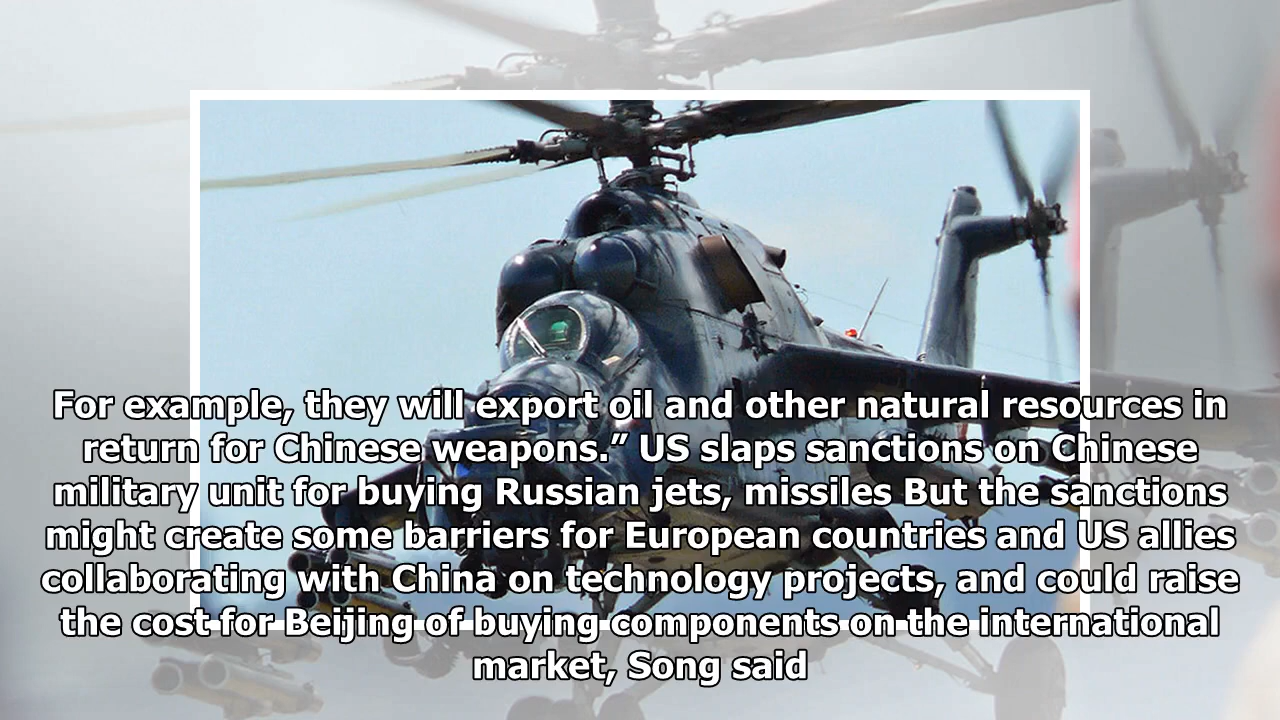 For example, they will export oil and other natural resources in
return for Chinese weapons.” US slaps sanctions on Chinese
military unit for buying Russian jets, missiles But the sanctions
might create some barriers for European countries and US allies
collaborating with China on technology projects, and could raise
the cost for Beijing of buying components on the international
market, Song said